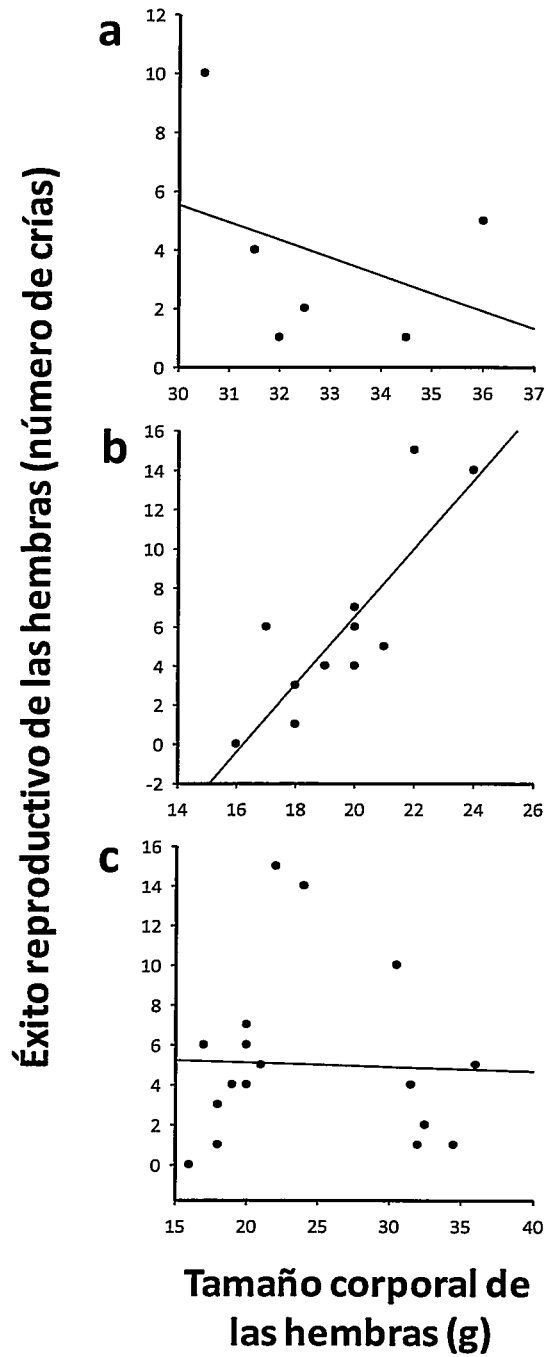 Éxito reproductivo de las hembras (número de crías)
a
12
10
8
6
4
2
0
30 31 32 33 34 35 36 37
b
16
14
12
10
8
6
4
2
0
-2
14 16 18 20 22 24 26
c
16
14
12
10
8
6
4
2
0
15 20 25 30 35 40
Tamaño corporal de
las hembras (g)